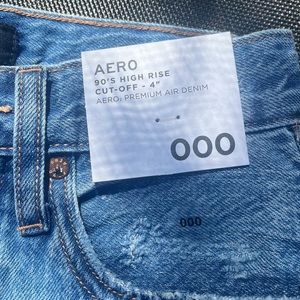 AERO
90'S HIGH RISE
CUT-OFF - 4"
AERO: PREMIUM AIR DENIM
000
000